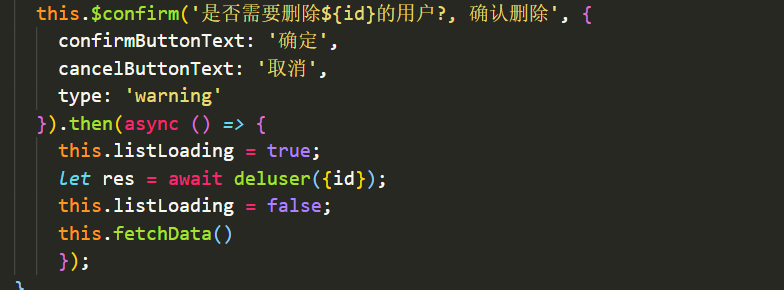 this.$confirm('是否需要删除${id}的用户?, 确认删除', {
confirmButtonText: '确定',
cancelButtonText: '取消',
type: 'warning'
}).then(async () => {
this.listLoading = true;
let res = await deluser({id});
this.listLoading = false;
this.fetchData()
});
}